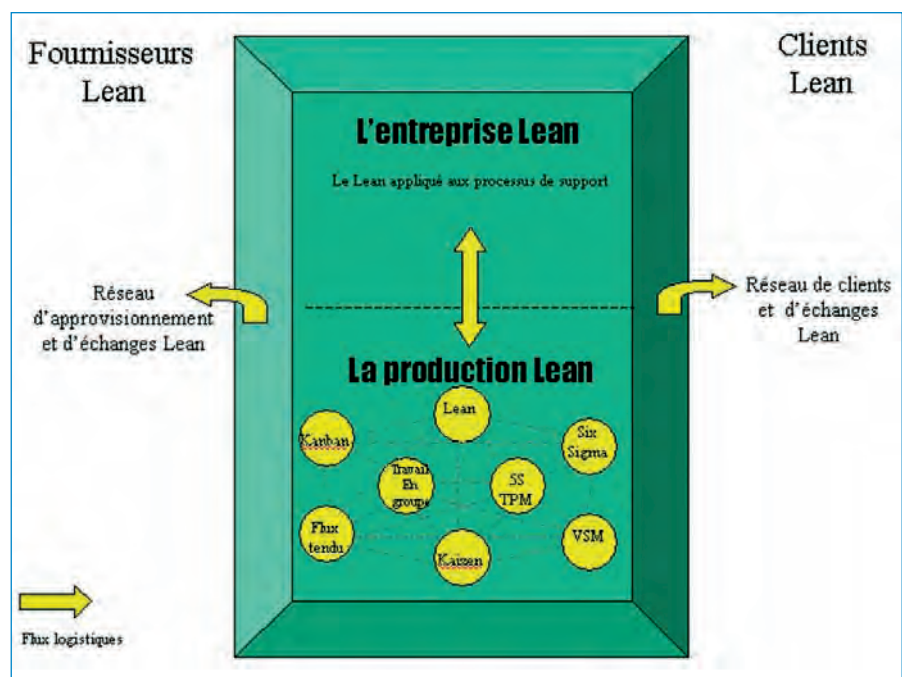 Fournisseurs
Lean
Clients
Lean
L'entreprise Lean
Le Lean appliqué aux processus de support
Réseau
d'approvisionnement
et d'échanges Lean
Réseau de clients
et d'échanges
Lean
La production Lean
Lean
Kanban
Six
Sigma
Travail
En
groupe
5S
TPM
Flux
tendu
Kaizen
VSM
Flux logistiques